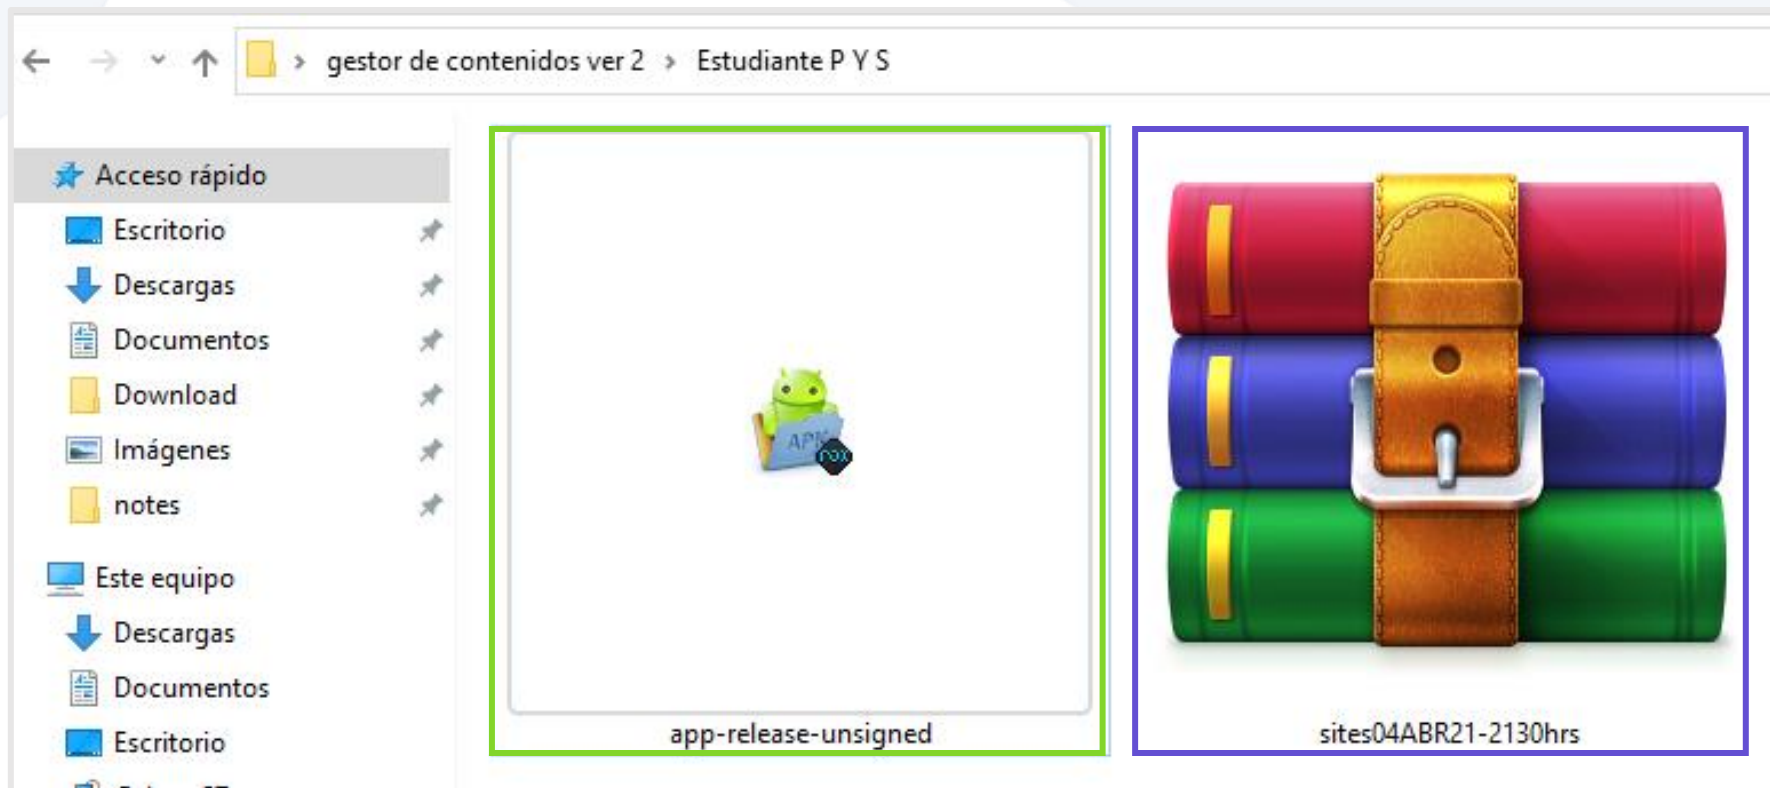 gestor de contenidos ver 2 › Estudiante P Y S
Acceso rápido
Escritorio
Descargas
Documentos
Download
Imágenes
notes
Este equipo
Descargas
Documentos
Escritorio
nox
app-release-unsigned
sites04ABR21-2130hrs